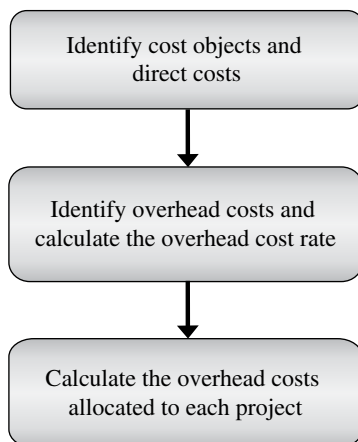 Identify cost objects and
direct costs
Identify overhead costs and
calculate the overhead cost rate
Calculate the overhead costs
allocated to each project